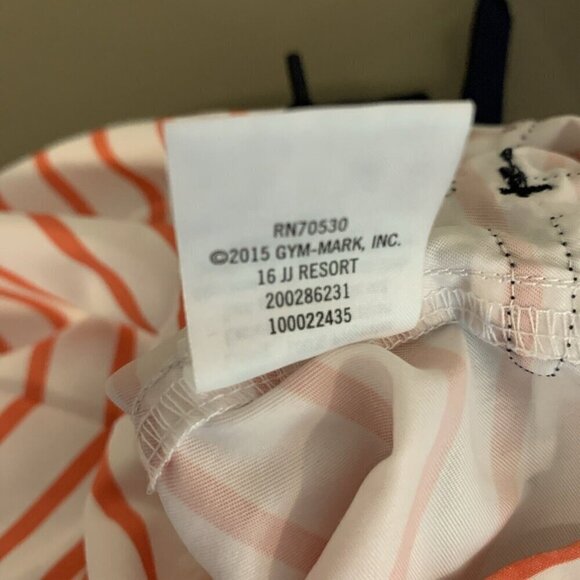 RN70530
©2015 GYM-MARK, INC.
16 JJ RESORT
200286231
100022435